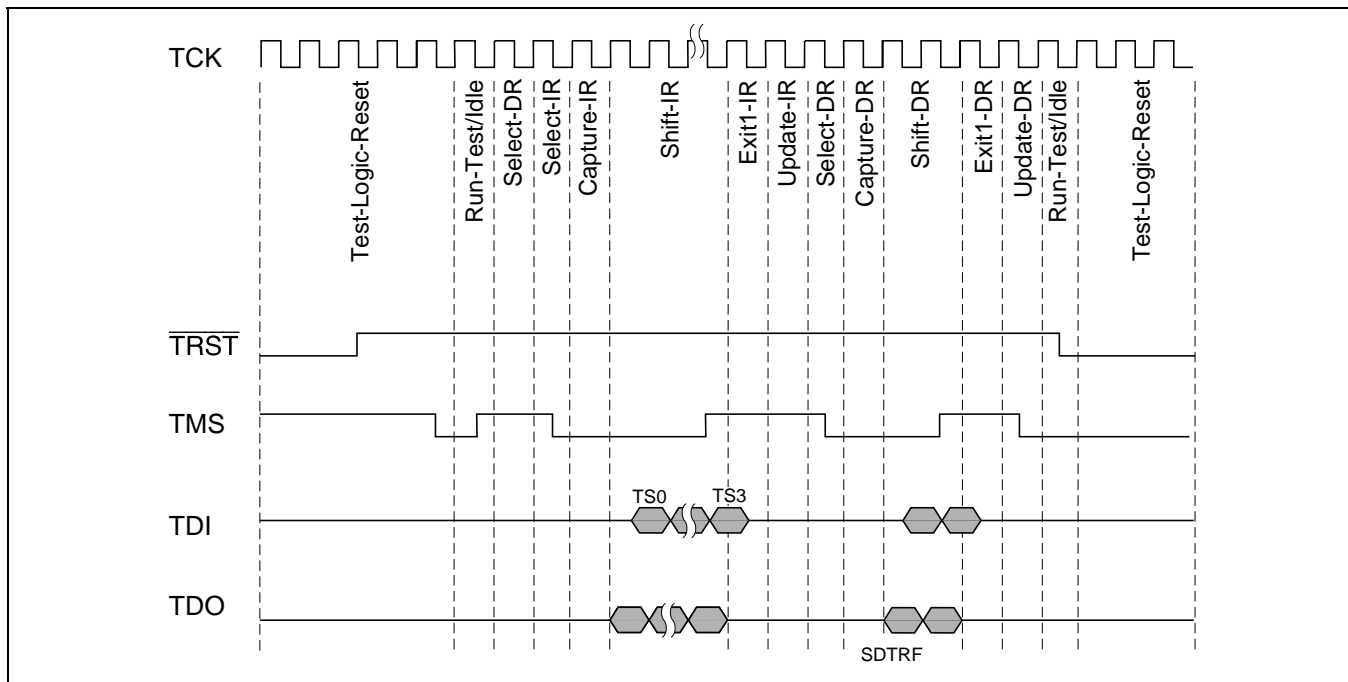 TCK
Test-Logic-Reset
Run-Test/Idle
Select-DR
Select-IR
Capture-IR
Shift-IR
Exit1-IR
Update-IR
Select-DR
Capture-DR
Shift-DR
Exit1-DR
Update-DR
Run-Test/Idle
Test-Logic-Reset
TRST
TMS
TS0
TS3
TDI
TDO
SDTRF